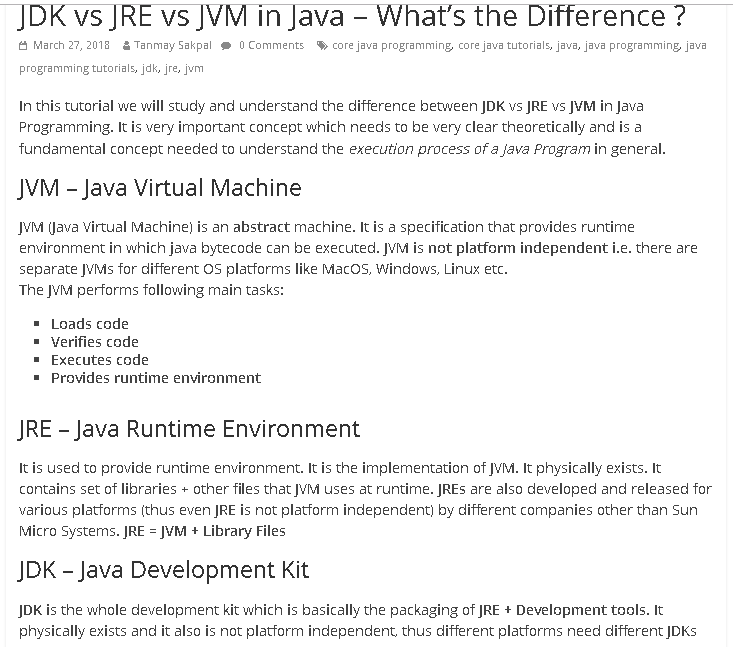 JDK vs JRE vs JVM in Java – What's the Difference ?
March 27, 2018 Tanmay Sakpal 0 Comments core java programming, core java tutorials, java, java programming, java
programming tutorials, jdk, jre, jvm
In this tutorial we will study and understand the difference between JDK vs JRE vs JVM in Java
Programming. It is very important concept which needs to be very clear theoretically and is a
fundamental concept needed to understand the execution process of a Java Program in general.
JVM – Java Virtual Machine
JVM (Java Virtual Machine) is an abstract machine. It is a specification that provides runtime
environment in which java bytecode can be executed. JVM is not platform independent i.e. there are
separate JVMs for different OS platforms like MacOS, Windows, Linux etc.
The JVM performs following main tasks:
▪ Loads code
▪ Verifies code
▪ Executes code
▪ Provides runtime environment
JRE – Java Runtime Environment
It is used to provide runtime environment. It is the implementation of JVM. It physically exists. It
contains set of libraries + other files that JVM uses at runtime. JREs are also developed and released for
various platforms (thus even JRE is not platform independent) by different companies other than Sun
Micro Systems. JRE = JVM + Library Files
JDK – Java Development Kit
JDK is the whole development kit which is basically the packaging of JRE + Development tools. It
physically exists and it also is not platform independent, thus different platforms need different JDKs